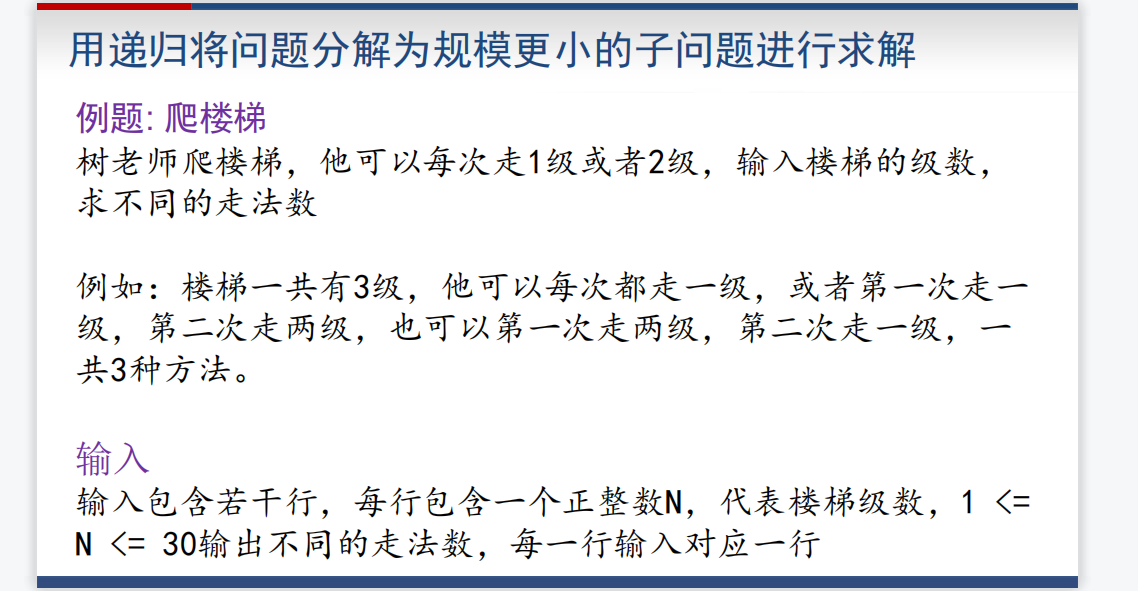 用递归将问题分解为规模更小的子问题进行求解
例题: 爬楼梯
树老师爬楼梯，他可以每次走1级或者2级，输入楼梯的级数，
求不同的走法数
例如：楼梯一共有3级，他可以每次都走一级，或者第一次走一
级，第二次走两级，也可以第一次走两级，第二次走一级，一
共3种方法。
输入
输入包含若干行，每行包含一个正整数N，代表楼梯级数，1 <=
N <= 30输出不同的走法数，每一行输入对应一行